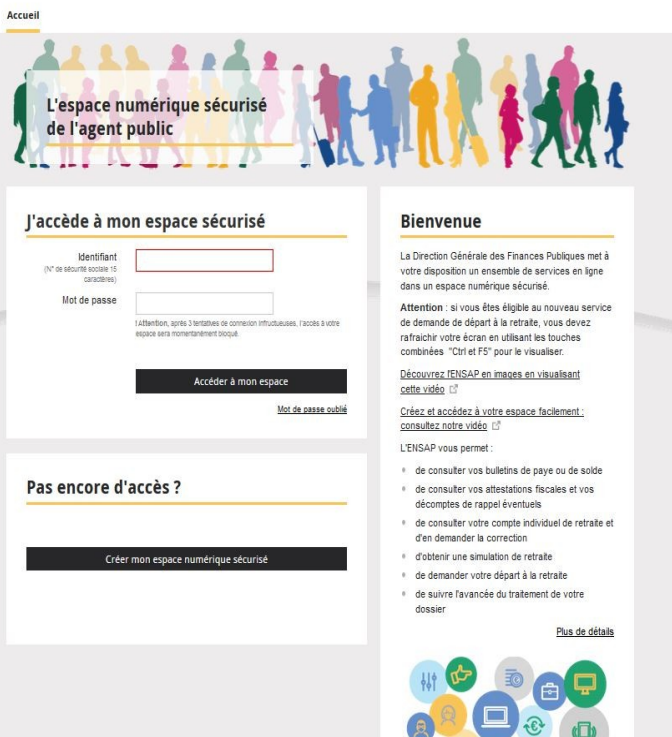 Accueil
L'espace numérique sécurisé
de l'agent public
J'accède à mon espace sécurisé
Identifiant
(N° de sécurité sociale 15
caractères)
Mot de passe
! Attention, après 3 tentatives de connexion infructueuses, l'accès à votre
espace sera momentanément bloqué.
Accéder à mon espace
Mot de passe oublié
Pas encore d'accès ?
Créer mon espace numérique sécurisé
Bienvenue
La Direction Générale des Finances Publiques met à
votre disposition un ensemble de services en ligne
dans un espace numérique sécurisé.
Attention : si vous êtes éligible au nouveau service
de demande de départ à la retraite, vous devez
rafraichir votre écran en utilisant les touches
combinées "Ctrl et F5" pour le visualiser.
Découvrez l'ENSAP en images en visualisant
cette vidéo
Créez et accédez à votre espace facilement :
consultez notre vidéo
L'ENSAP vous permet :
de consulter vos bulletins de paye ou de solde
de consulter vos attestations fiscales et vos
décomptes de rappel éventuels
de consulter votre compte individuel de retraite et
d'en demander la correction
d'obtenir une simulation de retraite
de demander votre départ à la retraite
de suivre l'avancée du traitement de votre
dossier
Plus de détails